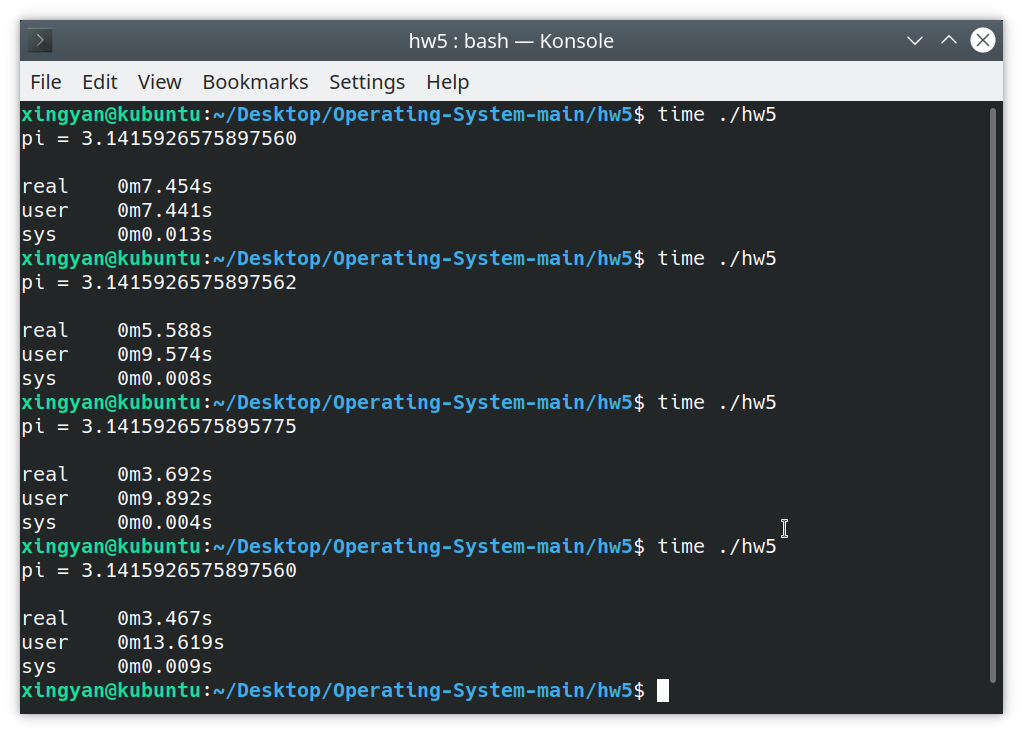 hw5 : bash — Konsole
File Edit View Bookmarks Settings Help
xingyan@kubuntu:~/Desktop/Operating-System-main/hw5$ time ./hw5
pi = 3.1415926575897560
real 0m7.454s
user 0m7.441s
sys 0m0.013s
xingyan@kubuntu:~/Desktop/Operating-System-main/hw5$ time ./hw5
pi = 3.1415926575897562
real 0m5.588s
user 0m9.574s
sys 0m0.008s
xingyan@kubuntu:~/Desktop/Operating-System-main/hw5$ time ./hw5
pi = 3.1415926575895775
real 0m3.692s
user 0m9.892s
sys 0m0.004s
xingyan@kubuntu:~/Desktop/Operating-System-main/hw5$ time ./hw5
pi = 3.1415926575897560
real 0m3.467s
user 0m13.619s
sys 0m0.009s
xingyan@kubuntu:~/Desktop/Operating-System-main/hw5$